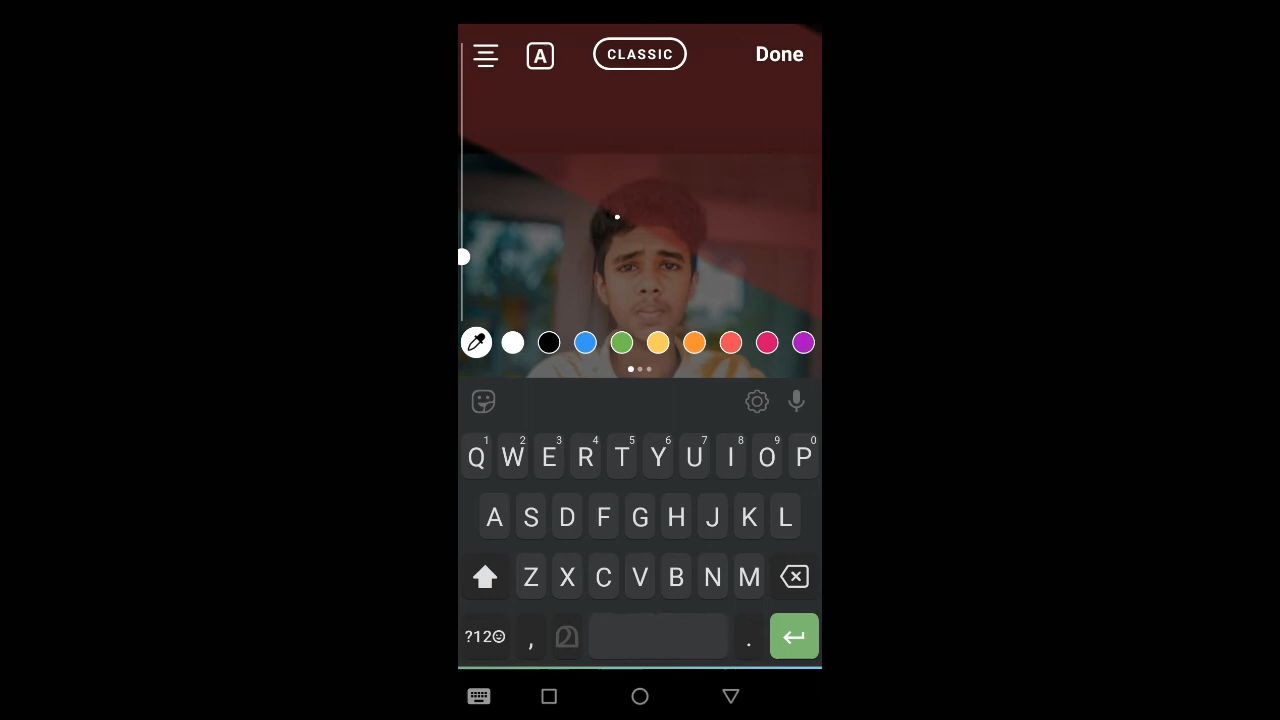 A CLASSIC Done
1 2 3 4 5 6 7 8 9 0
Q W E R T Y U I O P
A S D F G H J K L
Z X C V B N M
?12☺ , മ .